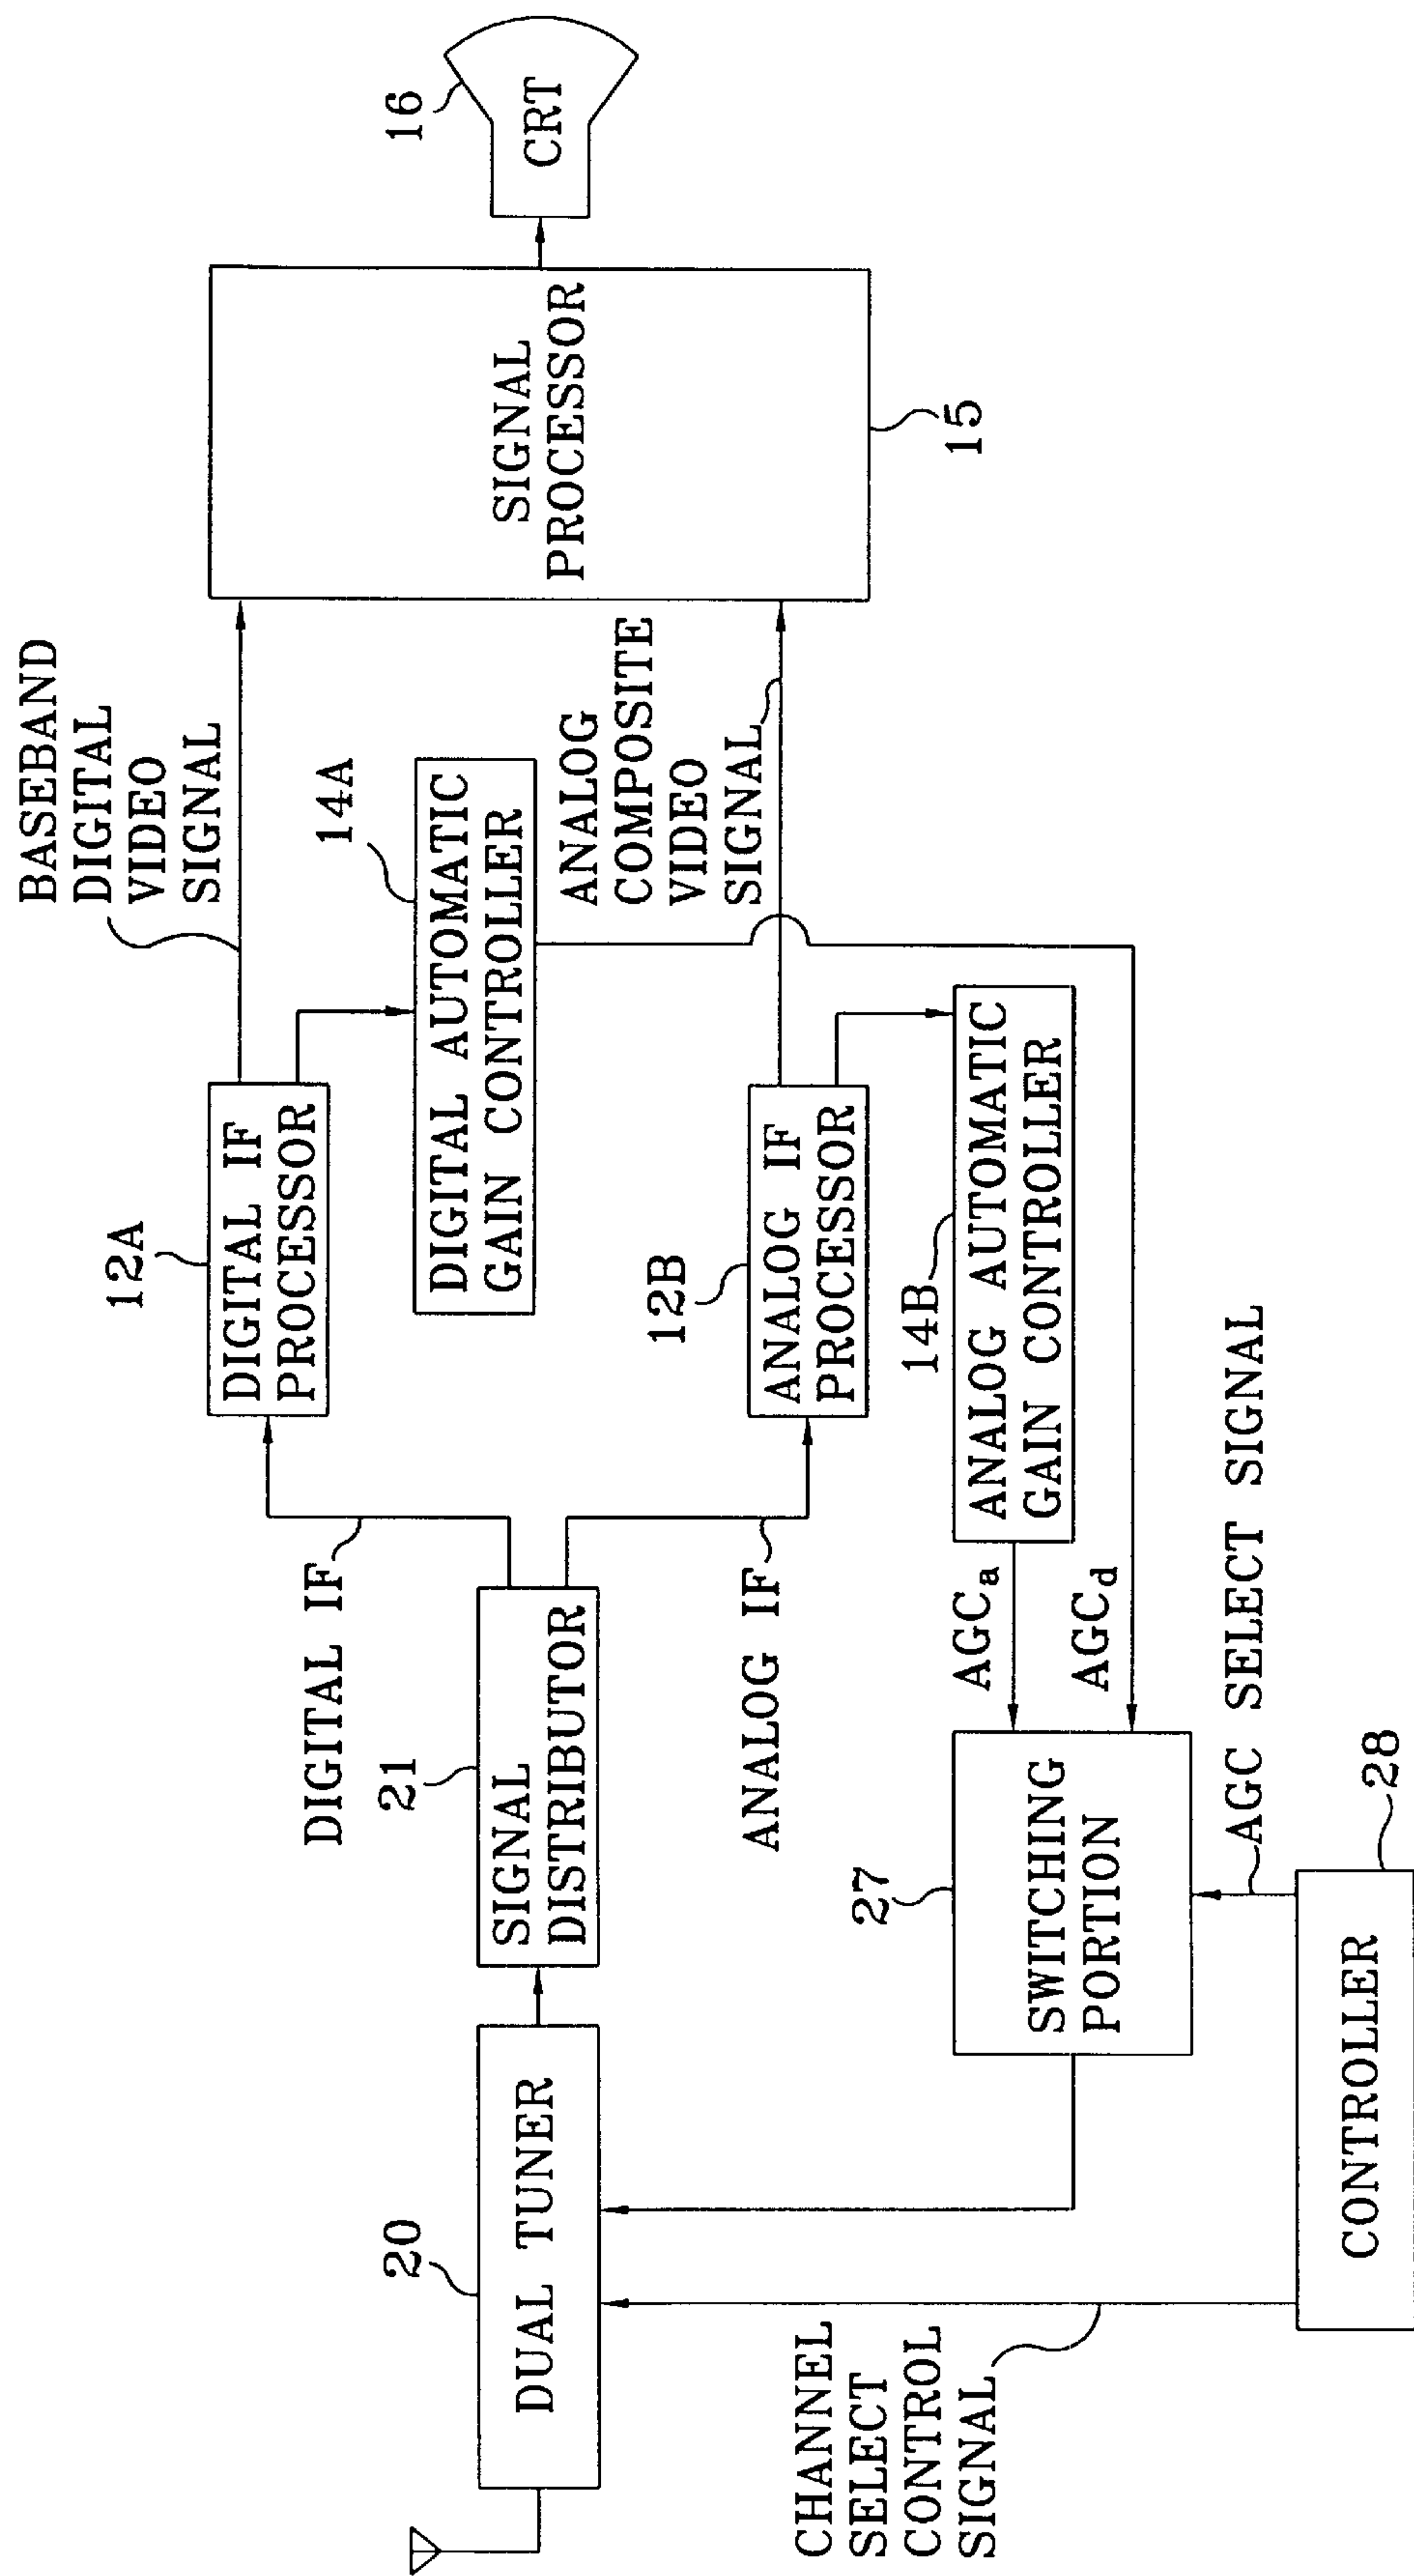 BASEBAND
DIGITAL
VIDEO
SIGNAL
16
CRT
12A
DIGITAL IF
PROCESSOR
14A
DIGITAL AUTOMATIC
GAIN CONTROLLER
SIGNAL
PROCESSOR
15
DIGITAL IF
20
DUAL TUNER
21
SIGNAL
DISTRIBUTOR
ANALOG
COMPOSITE
VIDEO
SIGNAL
ANALOG IF
12B
ANALOG IF
PROCESSOR
CHANNEL
SELECT
CONTROL
SIGNAL
27
SWITCHING
PORTION
AGCa
AGCd
14B
ANALOG AUTOMATIC
GAIN CONTROLLER
AGC SELECT SIGNAL
28
CONTROLLER